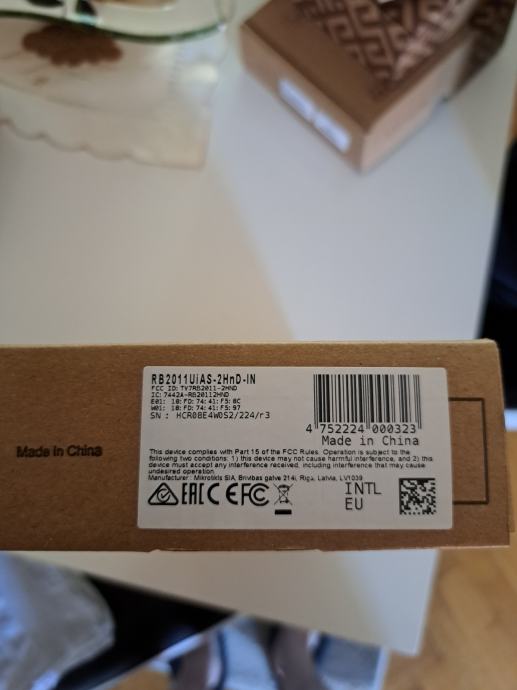 RB2011UiAS-2HnD-IN
FCC ID: TV7RB2011-2HND
IC: 7442A-RB20112HND
E01: 18:FD:74:41:F5:8C
W01: 18:FD:74:41:F5:97
SN: HCR08E4W0S2/224/r3
4 752224 000323
Made in China
Made in China
This device complies with Part 15 of the FCC Rules. Operation is subject to the
following two conditions: 1) this device may not cause harmful interference, and 2) this
device must accept any interference received, including interference that may cause
undesired operation.
Manufacturer: Mikrotikls SIA, Brivibas gatve 214i, Riga, Latvia, LV1039
EAC CE FC
INTL
EU